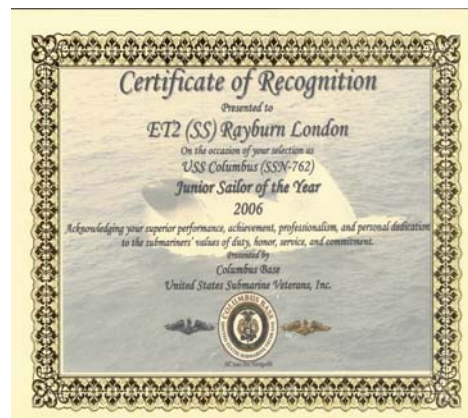 Certificate of Recognition
Presented to
ET2 (SS) Rayburn London
On the occasion of your selection as
USS Columbus (SSN-762)
Junior Sailor of the Year
2006
Acknowledging your superior performance, achievement, professionalism, and personal dedication
to the submariners' values of duty, honor, service, and commitment.
Presented by
Columbus Base
United States Submarine Veterans, Inc.
COLUMBUS BASE